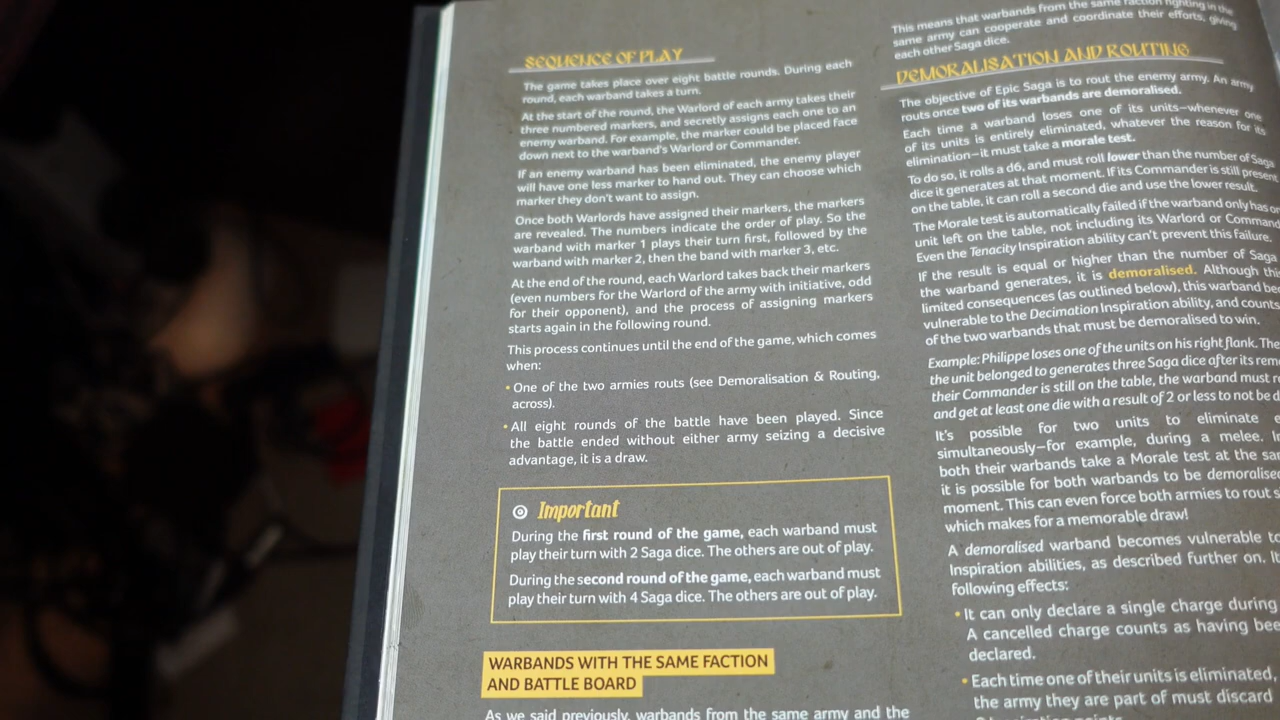 SEQUENCE OF PLAY
The game takes place over eight battle rounds. During each
round, each warband takes a turn.
At the start of the round, the Warlord of each army takes their
three numbered markers, and secretly assigns each one to an
enemy warband. For example, the marker could be placed face
down next to the warband's Warlord or Commander.
If an enemy warband has been eliminated, the enemy player
will have one less marker to hand out. They can choose which
marker they don't want to assign.
Once both Warlords have assigned their markers, the markers
are revealed. The numbers indicate the order of play. So the
warband with marker 1 plays their turn first, followed by the
warband with marker 2, then the band with marker 3, etc.
At the end of the round, each Warlord takes back their markers
(even numbers for the Warlord of the army with initiative, odd
for their opponent), and the process of assigning markers
starts again in the following round.
This process continues until the end of the game, which comes
when:
• One of the two armies routs (see Demoralisation & Routing,
across).
• All eight rounds of the battle have been played. Since
the battle ended without either army seizing a decisive
advantage, it is a draw.
Important
During the first round of the game, each warband must
play their turn with 2 Saga dice. The others are out of play.
During the second round of the game, each warband must
play their turn with 4 Saga dice. The others are out of play.
WARBANDS WITH THE SAME FACTION
AND BATTLE BOARD
As we said previously, warbands from the same army and the
This means that warbands from the same faction fighting in the
same army can cooperate and coordinate their efforts, giving
each other Saga dice.
DEMORALISATION AND ROUTING
The objective of Epic Saga is to rout the enemy army. An army
routs once two of its warbands are demoralised.
Each time a warband loses one of its units—whenever one
of its units is entirely eliminated, whatever the reason for its
elimination—it must take a morale test.
To do so, it rolls a d6, and must roll lower than the number of Saga
dice it generates at that moment. If its Commander is still present
on the table, it can roll a second die and use the lower result.
The Morale test is automatically failed if the warband only has
unit left on the table, not including its Warlord or
Even the Tenacity Inspiration ability can't prevent this failure.
If the result is equal or higher than the number of Saga
the warband generates, it is demoralised. Although
limited consequences (as outlined below), this warband
vulnerable to the Decimation Inspiration ability, and counts
of the two warbands that must be demoralised to win.
Example: Philippe loses one of the units on his right flank. The
the unit belonged to generates three Saga dice after its
their Commander is still on the table, the warband must
and get at least one die with a result of 2 or less to not be
It's possible for two units to eliminate
simultaneously—for example, during a melee.
both their warbands take a Morale test at the
it is possible for both warbands to be
moment. This can even force both armies to rout
which makes for a memorable draw!
A demoralised warband becomes vulnerable to
Inspiration abilities, as described further on. It
following effects:
• It can only declare a single charge during
A cancelled charge counts as having
declared.
• Each time one of their units is eliminated,
the army they are part of must discard